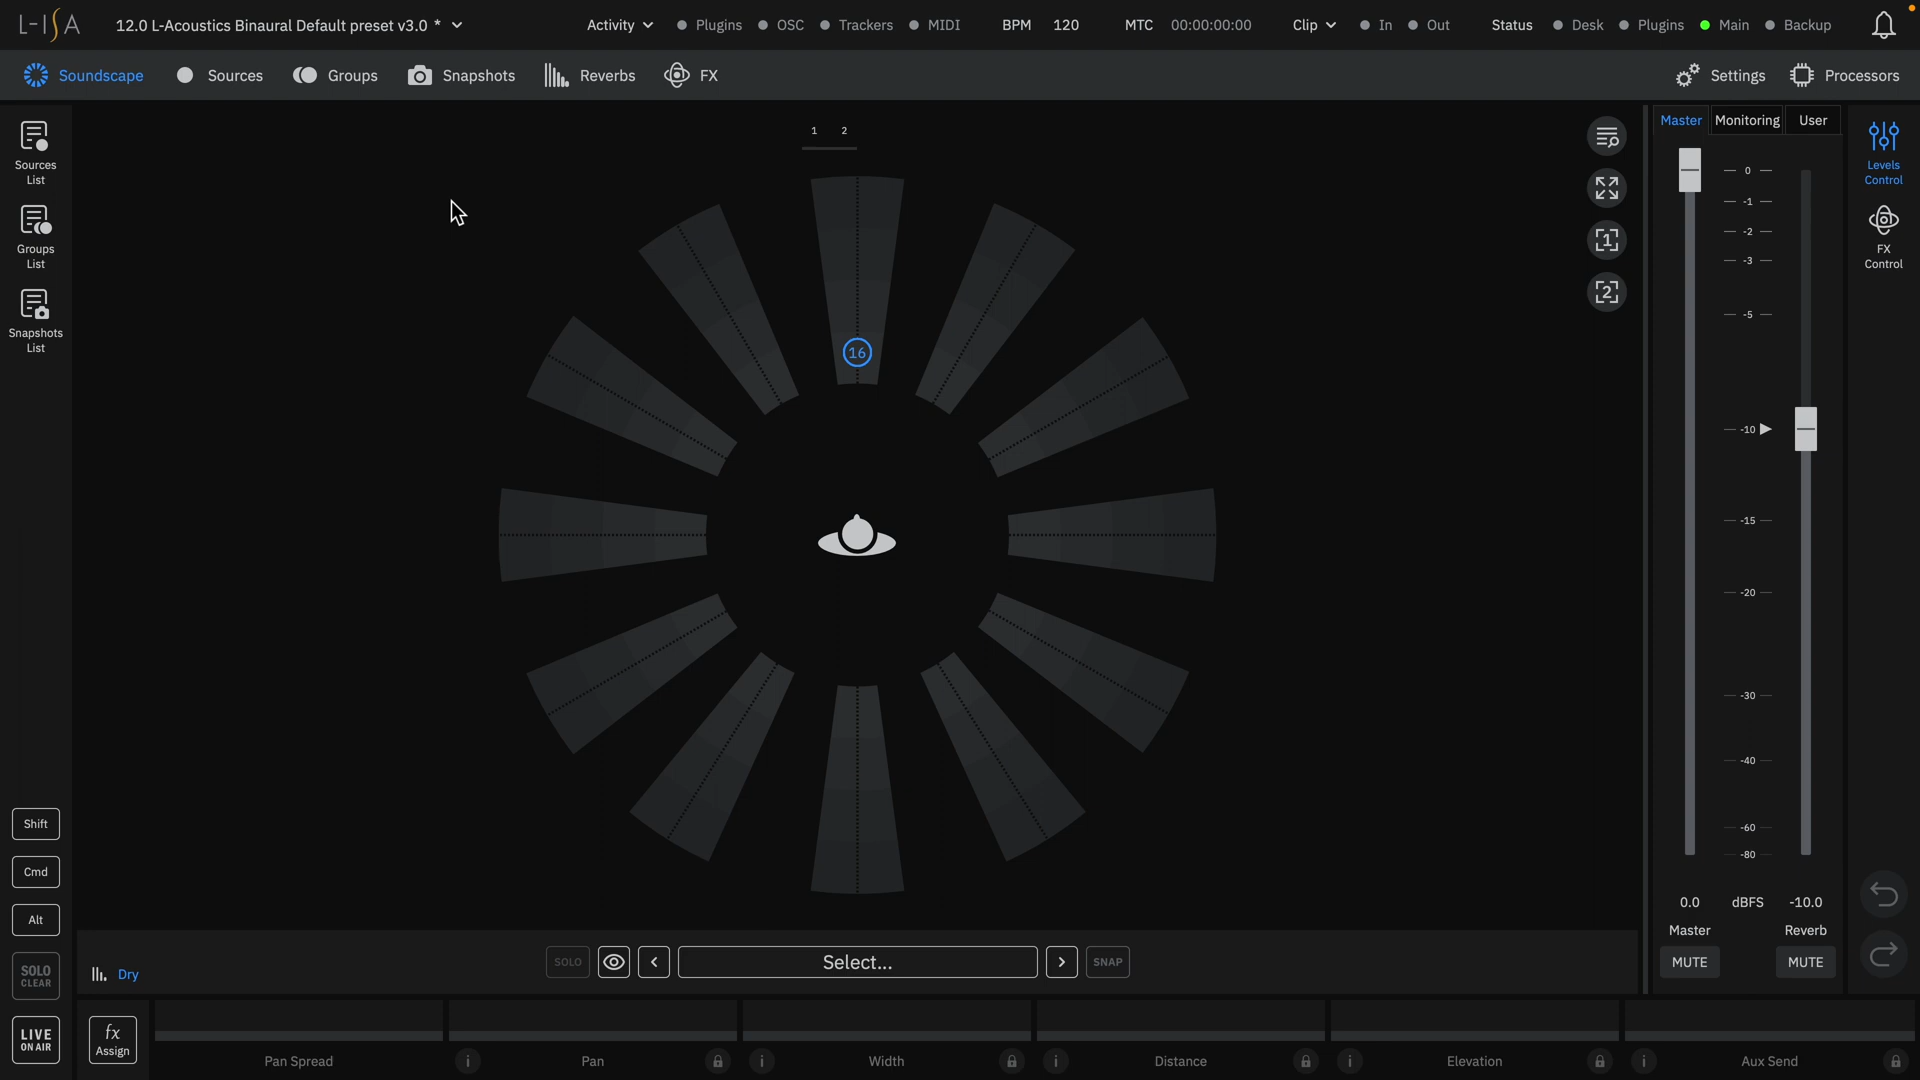 L-ISA
12.0 L-Acoustics Binaural Default preset v3.0 *
Activity
Plugins
OSC
Trackers
MIDI
BPM 120
MTC 00:00:00:00
Clip
In
Out
Status
Desk
Plugins
Main
Backup
Soundscape
Sources
Groups
Snapshots
Reverbs
FX
Settings
Processors
Sources
List
Groups
List
Snapshots
List
Shift
Cmd
Alt
SOLO
CLEAR
LIVE
ON AIR
1 2
16
1
2
Master
Monitoring
User
0
-1
-2
-3
-5
-10
-15
-20
-30
-40
-60
-80
0.0 dBFS -10.0
Master
Reverb
MUTE
MUTE
Levels
Control
FX
Control
Dry
SOLO
<
Select...
>
SNAP
fx
Assign
Pan Spread
i
Pan
i
Width
i
Distance
i
Elevation
i
Aux Send